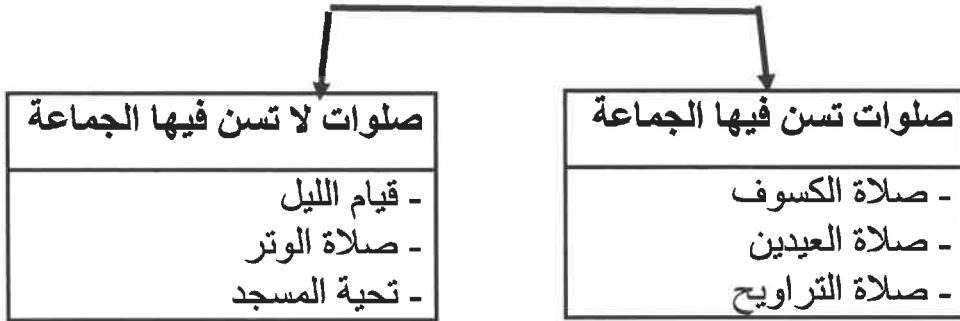 صلوات تسن فيها الجماعة
- صلاة الكسوف
- صلاة العيدين
- صلاة التراويح
صلوات لا تسن فيها الجماعة
- قيام الليل
- صلاة الوتر
- تحية المسجد